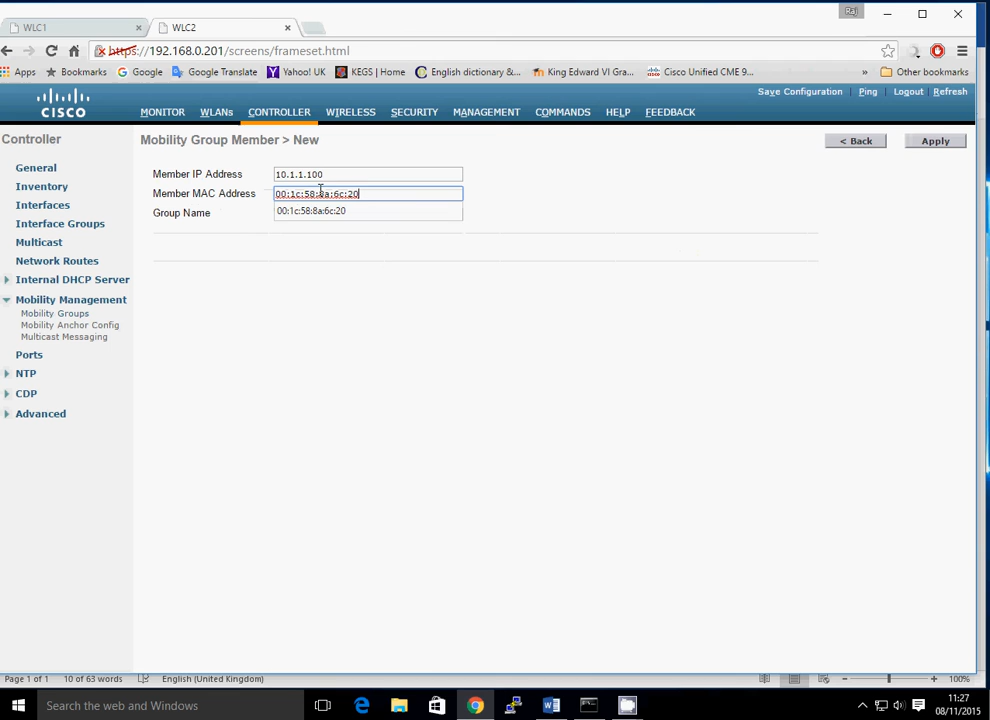 Raj
WLC1
WLC2
https://192.168.0.201/screens/frameset.html
Apps
Bookmarks
Google
Google Translate
Yahoo! UK
KEGS | Home
English dictionary &...
King Edward VI Gra...
Cisco Unified CME 9...
»
Other bookmarks
Save Configuration | Ping | Logout | Refresh
CISCO
MONITOR WLANs CONTROLLER WIRELESS SECURITY MANAGEMENT COMMANDS HELP FEEDBACK
Controller
General
Inventory
Interfaces
Interface Groups
Multicast
Network Routes
Internal DHCP Server
Mobility Management
Mobility Groups
Mobility Anchor Config
Multicast Messaging
Ports
NTP
CDP
Advanced
Mobility Group Member > New
< Back
Apply
Member IP Address 10.1.1.100
Member MAC Address 00:1c:58:8a:6c:20
Group Name 00:1c:58:8a:6c:20
Page 1 of 1 10 of 63 words English (United Kingdom)
100%
Search the web and Windows
11:27
08/11/2015